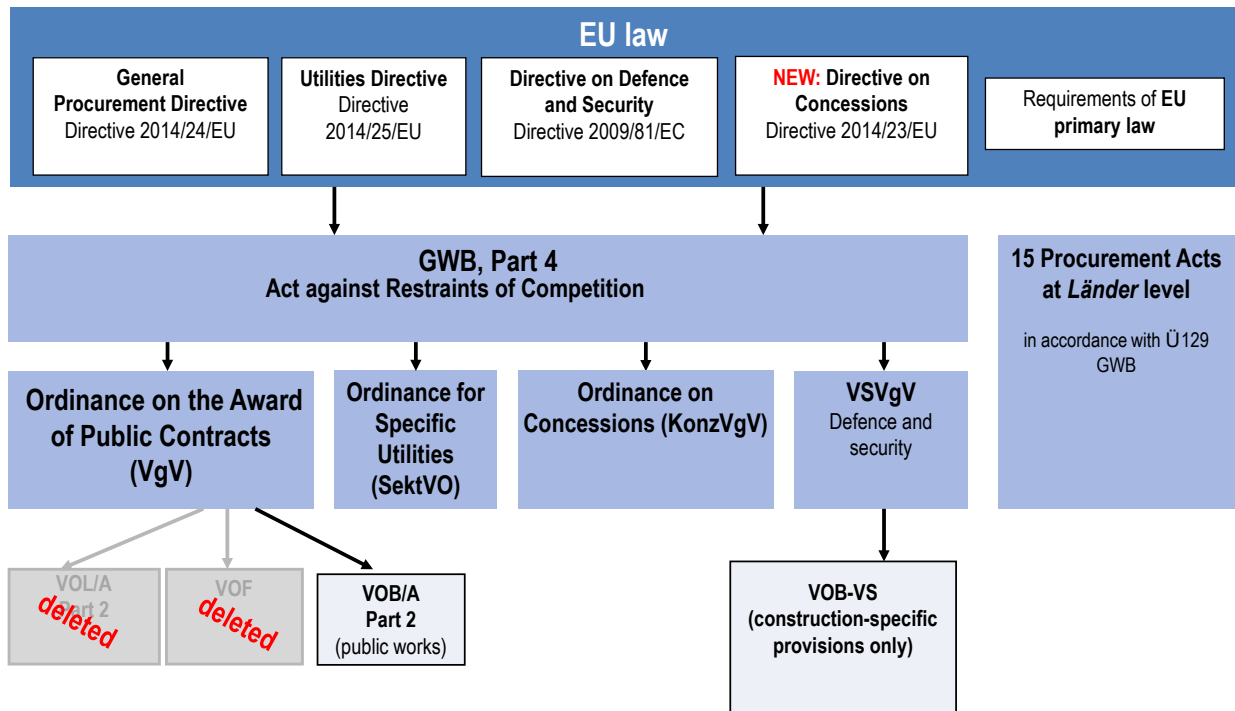 EU law
General
Procurement Directive
Directive 2014/24/EU
Utilities Directive
Directive
2014/25/EU
Directive on Defence
and Security
Directive 2009/81/EC
NEW: Directive on
Concessions
Directive 2014/23/EU
Requirements of EU
primary law
GWB, Part 4
Act against Restraints of Competition
15 Procurement Acts
at Länder level
in accordance with Ü129
GWB
Ordinance on the Award
of Public Contracts
(VgV)
Ordinance for
Specific
Utilities
(SektVO)
Ordinance on
Concessions (KonzVgV)
VSVgV
Defence and
security
VOL/A
Part 2
deleted
VOF
deleted
VOB/A
Part 2
(public works)
VOB-VS
(construction-specific
provisions only)